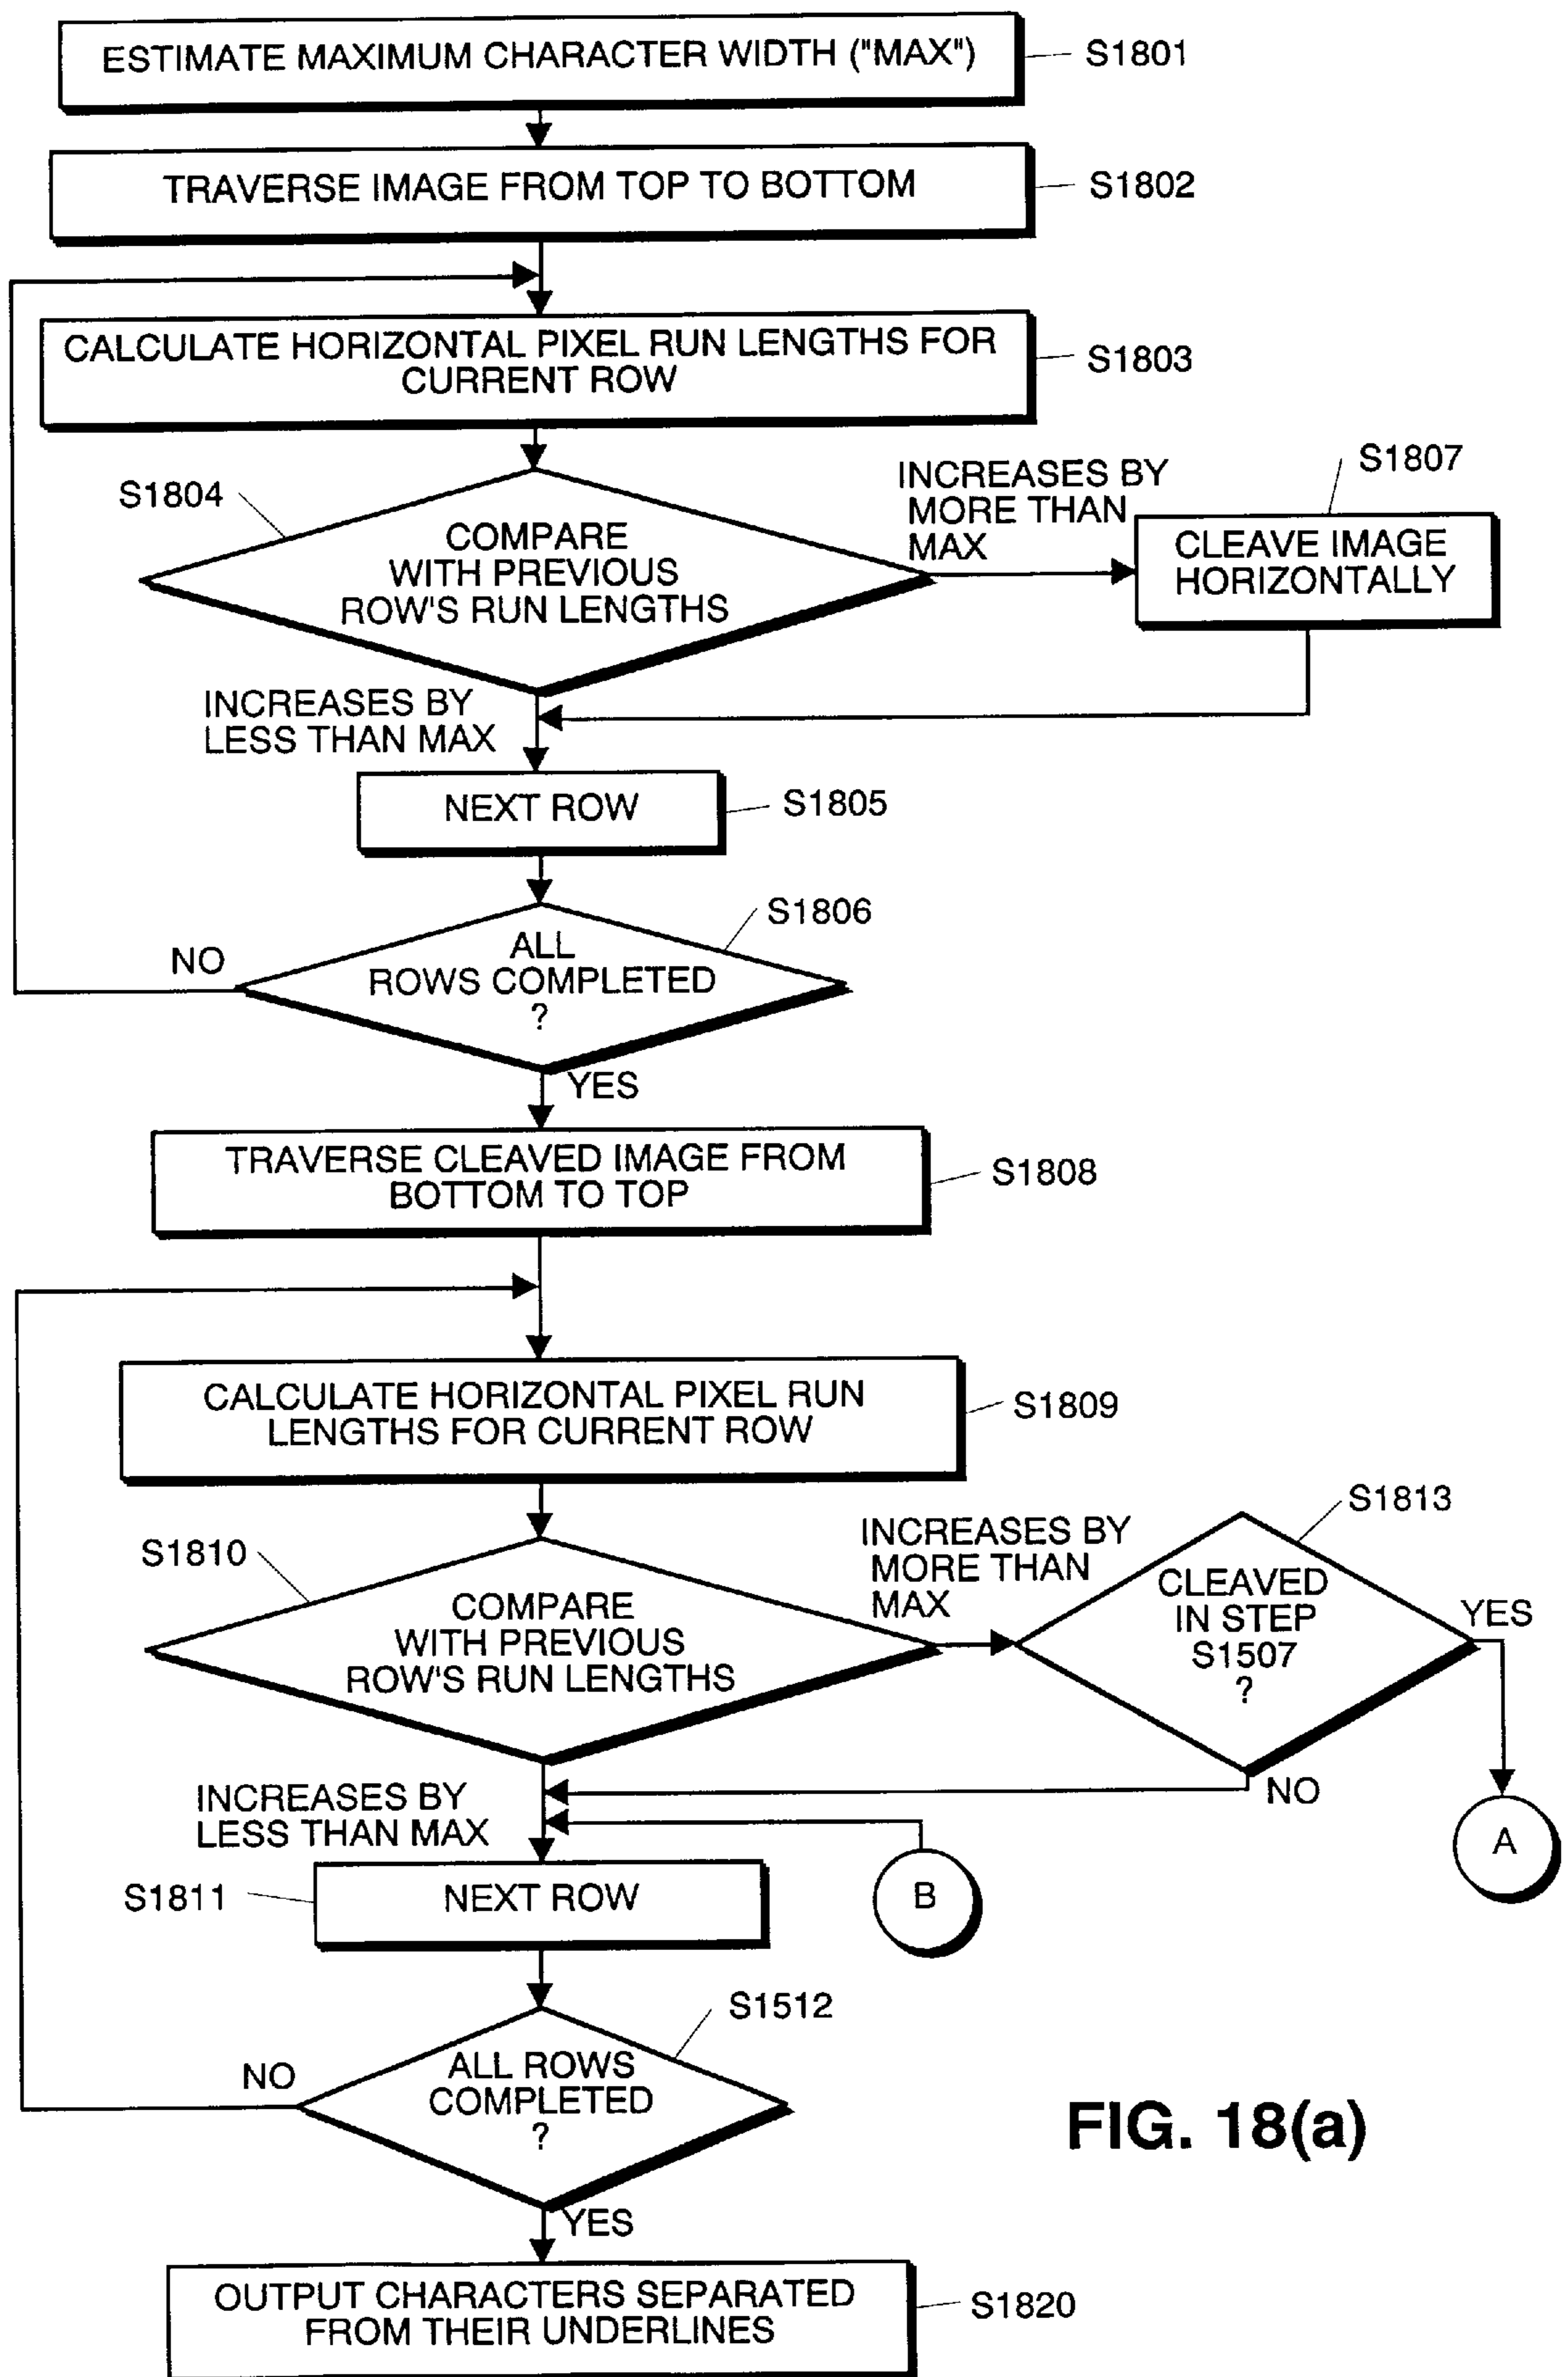 ESTIMATE MAXIMUM CHARACTER WIDTH ("MAX")
S1801
TRAVERSE IMAGE FROM TOP TO BOTTOM
S1802
CALCULATE HORIZONTAL PIXEL RUN LENGTHS FOR
CURRENT ROW
S1803
S1804
COMPARE
WITH PREVIOUS
ROW'S RUN LENGTHS
INCREASES BY
MORE THAN
MAX
S1807
CLEAVE IMAGE
HORIZONTALLY
INCREASES BY
LESS THAN MAX
NEXT ROW
S1805
S1806
ALL
ROWS COMPLETED
?
NO
YES
TRAVERSE CLEAVED IMAGE FROM
BOTTOM TO TOP
S1808
CALCULATE HORIZONTAL PIXEL RUN
LENGTHS FOR CURRENT ROW
S1809
S1810
COMPARE
WITH PREVIOUS
ROW'S RUN LENGTHS
INCREASES BY
MORE THAN
MAX
S1813
CLEAVED
IN STEP
S1507
?
YES
NO
A
INCREASES BY
LESS THAN MAX
B
S1811
NEXT ROW
S1512
ALL ROWS
COMPLETED
?
NO
YES
OUTPUT CHARACTERS SEPARATED
FROM THEIR UNDERLINES
S1820
FIG. 18(a)